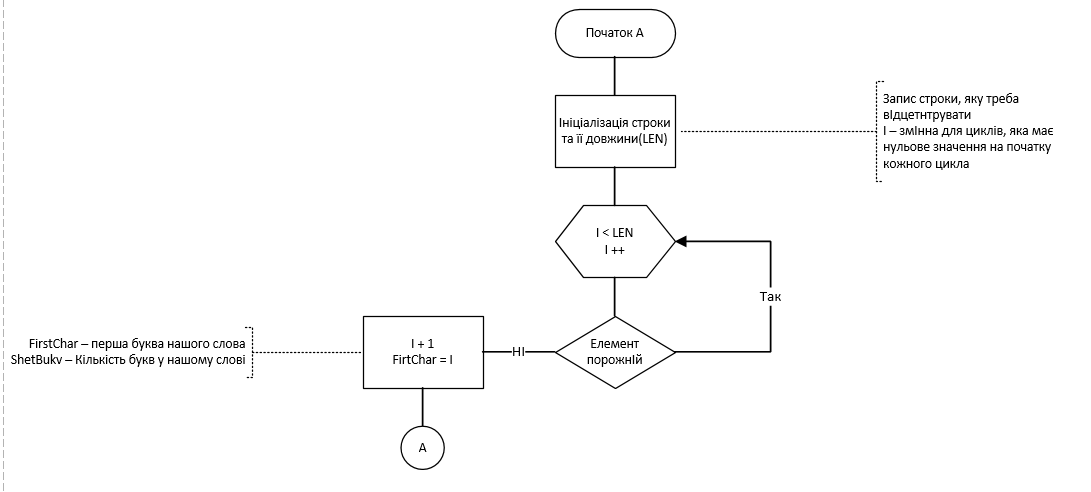 Початок А
Ініціалізація строки
та її довжини(LEN)
Запис строки, яку треба
відцетнтрувати
І – змінна для циклів, яка має
нульове значення на початку
кожного цикла
I < LEN
I ++
Так
Елемент
порожній
НІ
I + 1
FirtChar = I
FirstChar – перша буква нашого слова
ShetBukv – Кількість букв у нашому слові
А